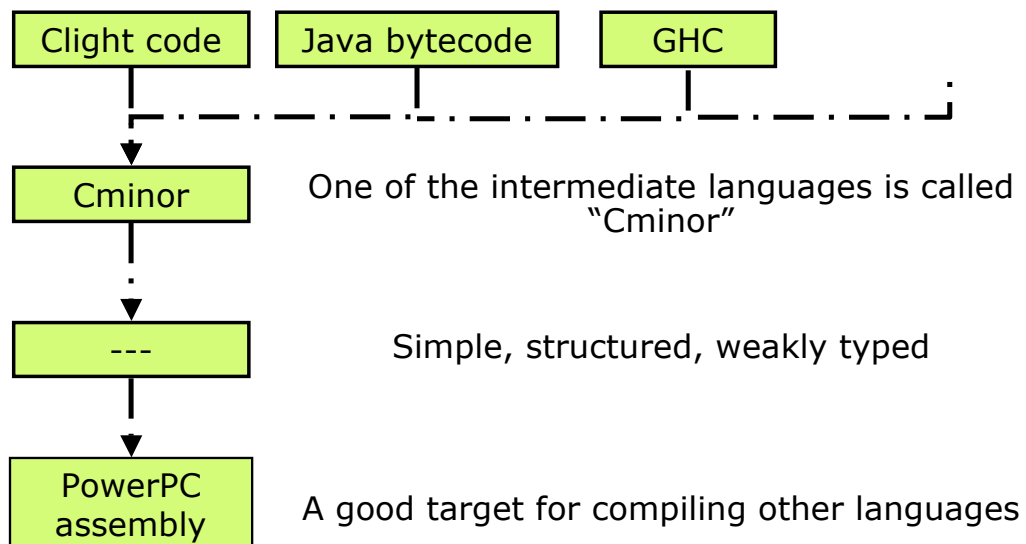 Clight code
Java bytecode
GHC
Cminor
One of the intermediate languages is called
“Cminor”
---
Simple, structured, weakly typed
PowerPC
assembly
A good target for compiling other languages